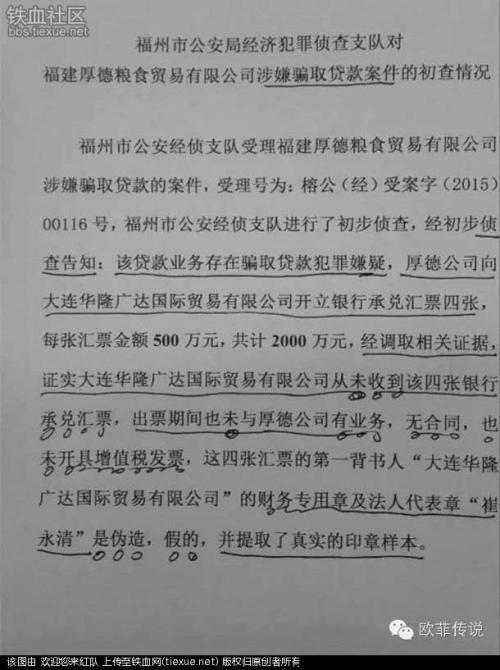 铁血社区
bbs.tiexue.net
福州市公安局经济犯罪侦查支队对
福建厚德粮食贸易有限公司涉嫌骗取贷款案件的初查情况
福州市公安经侦支队受理福建厚德粮食贸易有限公司
涉嫌骗取贷款的案件，受理号为：榕公（经）受案字（2015）
00116 号，福州市公安经侦支队进行了初步侦查，经初步侦
查告知：该贷款业务存在骗取贷款犯罪嫌疑，厚德公司向
大连华隆广达国际贸易有限公司开立银行承兑汇票四张，
每张汇票金额 500 万元，共计 2000 万元，经调取相关证据，
证实大连华隆广达国际贸易有限公司从未收到该四张银行
承兑汇票，出票期间也未与厚德公司有业务，无合同，也
未开具增值税发票，这四张汇票的第一背书人“大连华隆
广达国际贸易有限公司”的财务专用章及法人代表章“崔
永清”是伪造，假的，并提取了真实的印章样本。
欧菲传说
该图由 欢迎您来红队 上传至铁血网(tiexue.net) 版权归原创者所有